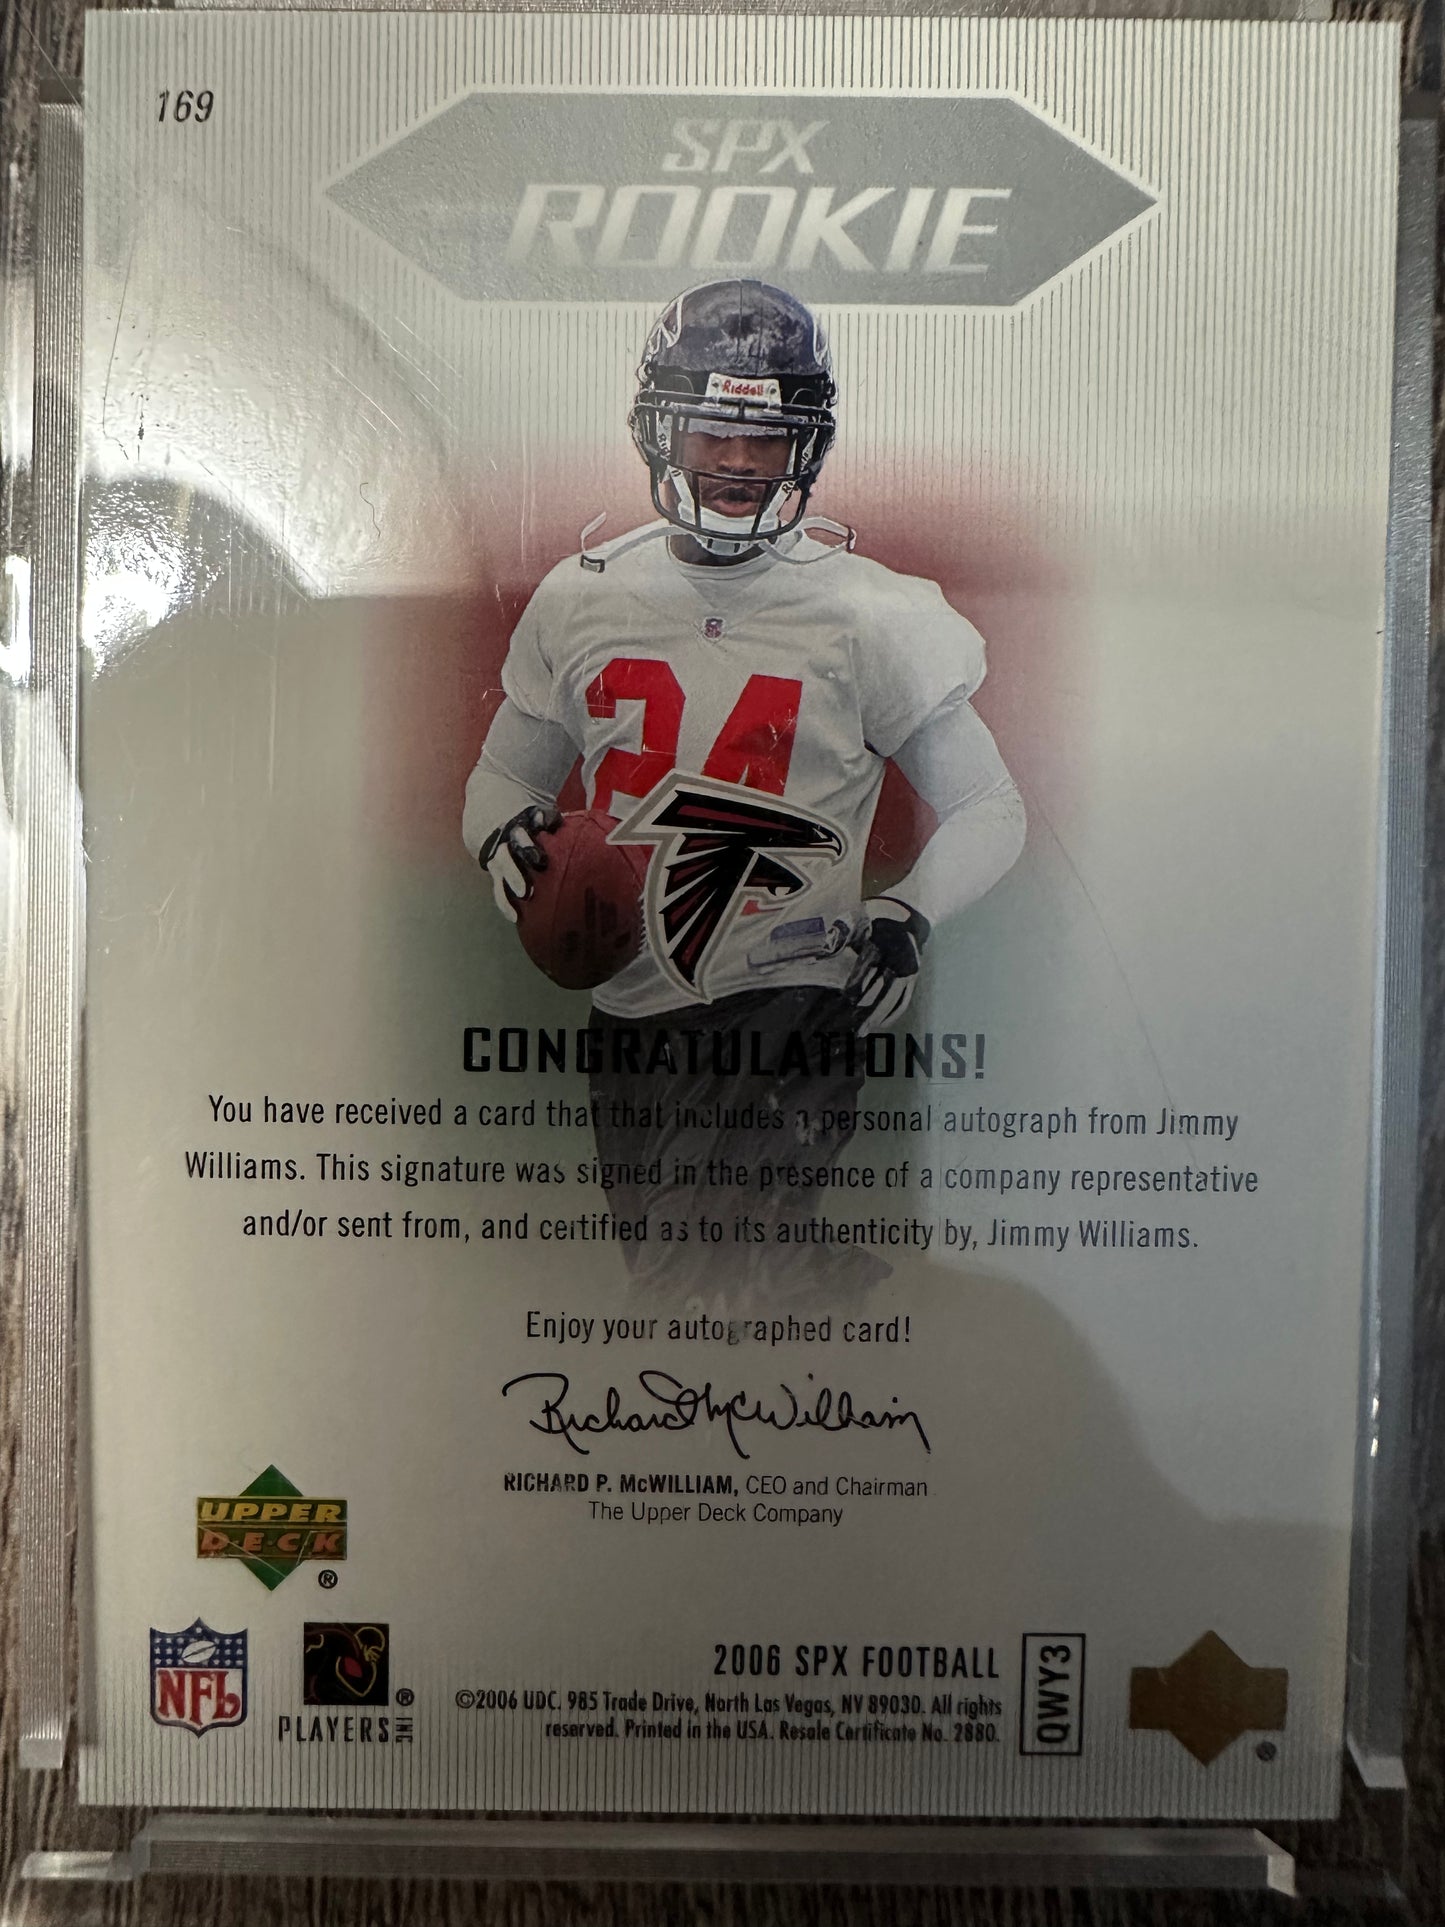 169
SPX
ROOKIE
Riddell
24
CONGRATULATIONS!
You have received a card that that includes a personal autograph from Jimmy
Williams. This signature was signed in the presence of a company representative
and/or sent from, and certified as to its authenticity by, Jimmy Williams.
Enjoy your autographed card!
Richard McWilliam
RICHARD P. McWILLIAM, CEO and Chairman
The Upper Deck Company
UPPER
D·E·C·K
®
NFL
PLAYERS INC
®
2006 SPX FOOTBALL
©2006 UDC. 985 Trade Drive, North Las Vegas, NV 89030. All rights
reserved. Printed in the USA. Resale Certificate No. 2880.
QWY3
®